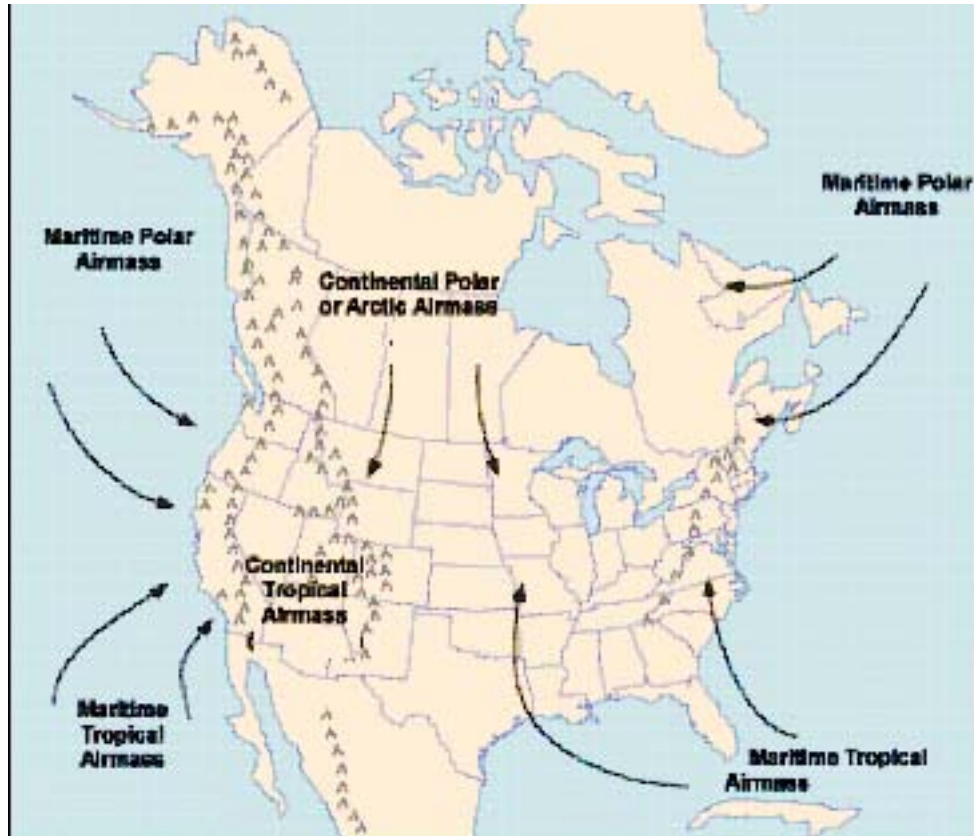 Maritime Polar
Airmass
Maritime Polar
Airmass
Continental Polar
or Arctic Airmass
Continental
Tropical
Airmass
Maritime
Tropical
Airmass
Maritime Tropical
Airmass